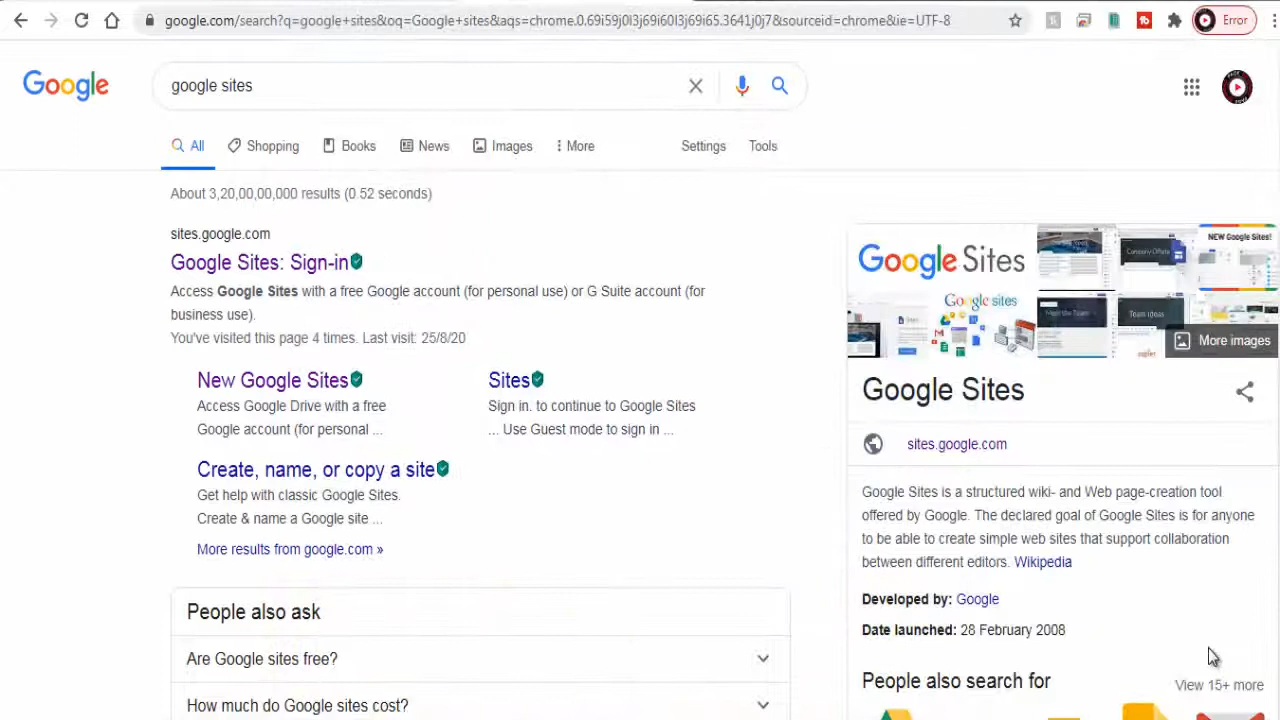 google.com/search?q=google+sites&oq=Google+sites&aqs=chrome.0.69i59j0l3j69i60l3j69i65.3641j0j7&sourceid=chrome&ie=UTF-8
Error
Google
google sites
All
Shopping
Books
News
Images
More
Settings
Tools
About 3,20,00,00,000 results (0.52 seconds)
sites.google.com
Google Sites: Sign-in
Access Google Sites with a free Google account (for personal use) or G Suite account (for
business use).
You've visited this page 4 times. Last visit: 25/8/20
New Google Sites
Access Google Drive with a free
Google account (for personal ...
Sites
Sign in. to continue to Google Sites
... Use Guest mode to sign in ...
Create, name, or copy a site
Get help with classic Google Sites.
Create & name a Google site ...
More results from google.com »
People also ask
Are Google sites free?
How much do Google sites cost?
Google Sites
NEW Google Sites!
Company Offsite
Google sites
Meet the Team
Team Ideas
More images
Google Sites
sites.google.com
Google Sites is a structured wiki- and Web page-creation tool
offered by Google. The declared goal of Google Sites is for anyone
to be able to create simple web sites that support collaboration
between different editors. Wikipedia
Developed by: Google
Date launched: 28 February 2008
People also search for
View 15+ more